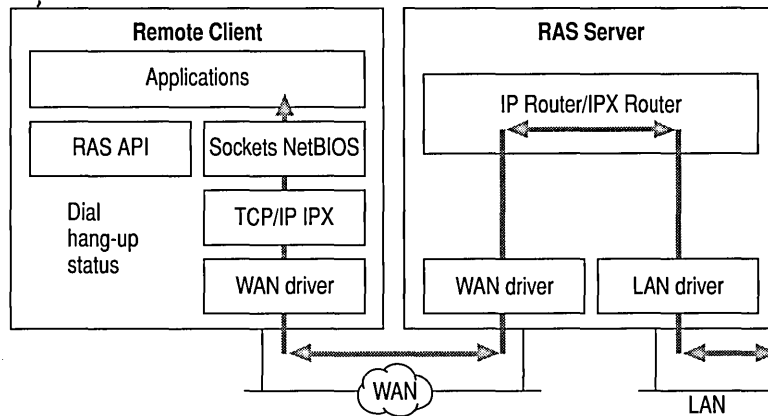 Remote Client
Applications
RAS API
Sockets NetBIOS
Dial
hang-up
status
TCP/IP IPX
WAN driver
RAS Server
IP Router/IPX Router
WAN driver
LAN driver
WAN
LAN